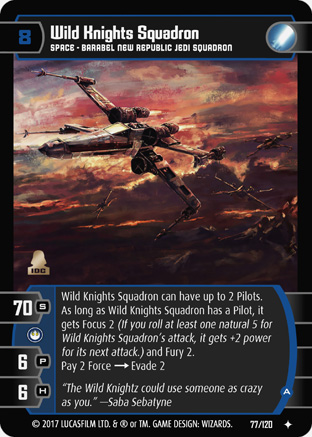 8
Wild Knights Squadron
SPACE - BARABEL NEW REPUBLIC JEDI SQUADRON
IDC
70 S
6 P
6 H
Wild Knights Squadron can have up to 2 Pilots.
As long as Wild Knights Squadron has a Pilot, it
gets Focus 2 (If you roll at least one natural 5 for
Wild Knights Squadron's attack, it gets +2 power
for its next attack.) and Fury 2.
Pay 2 Force → Evade 2
"The Wild Knightz could use someone as crazy
as you." —Saba Sebatyne
A
© 2017 LUCASFILM LTD. & ® or TM. GAME DESIGN: WIZARDS.
77/120